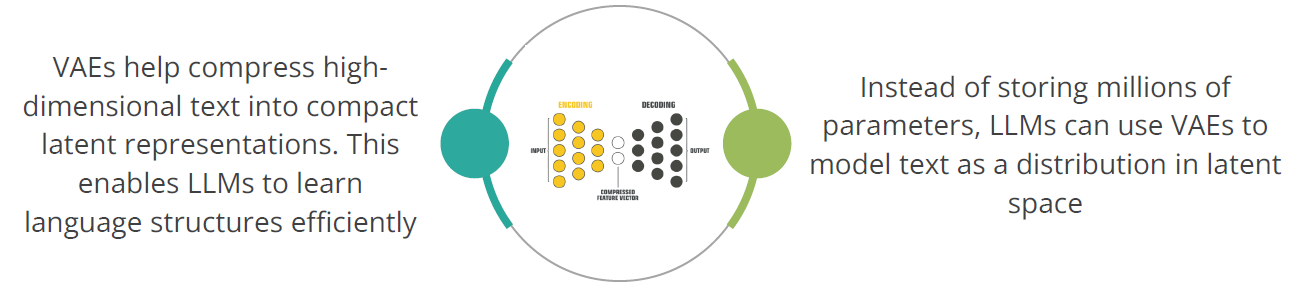 VAEs help compress high-
dimensional text into compact
latent representations. This
enables LLMs to learn
language structures efficiently
ENCODING
DECODING
INPUT
OUTPUT
COMPRESSED
FEATURE VECTOR
Instead of storing millions of
parameters, LLMs can use VAEs to
model text as a distribution in latent
space